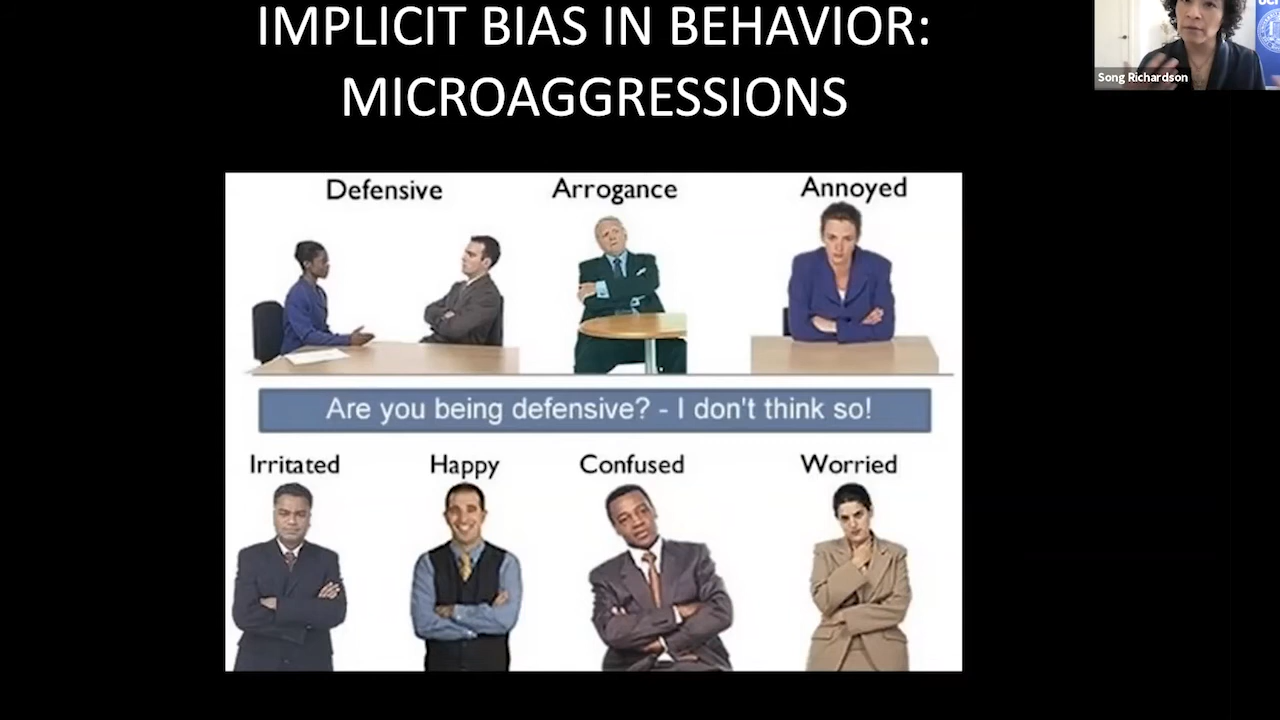 IMPLICIT BIAS IN BEHAVIOR:
MICROAGGRESSIONS
UCI
Song Richardson
Defensive
Arrogance
Annoyed
Are you being defensive? - I don't think so!
Irritated
Happy
Confused
Worried